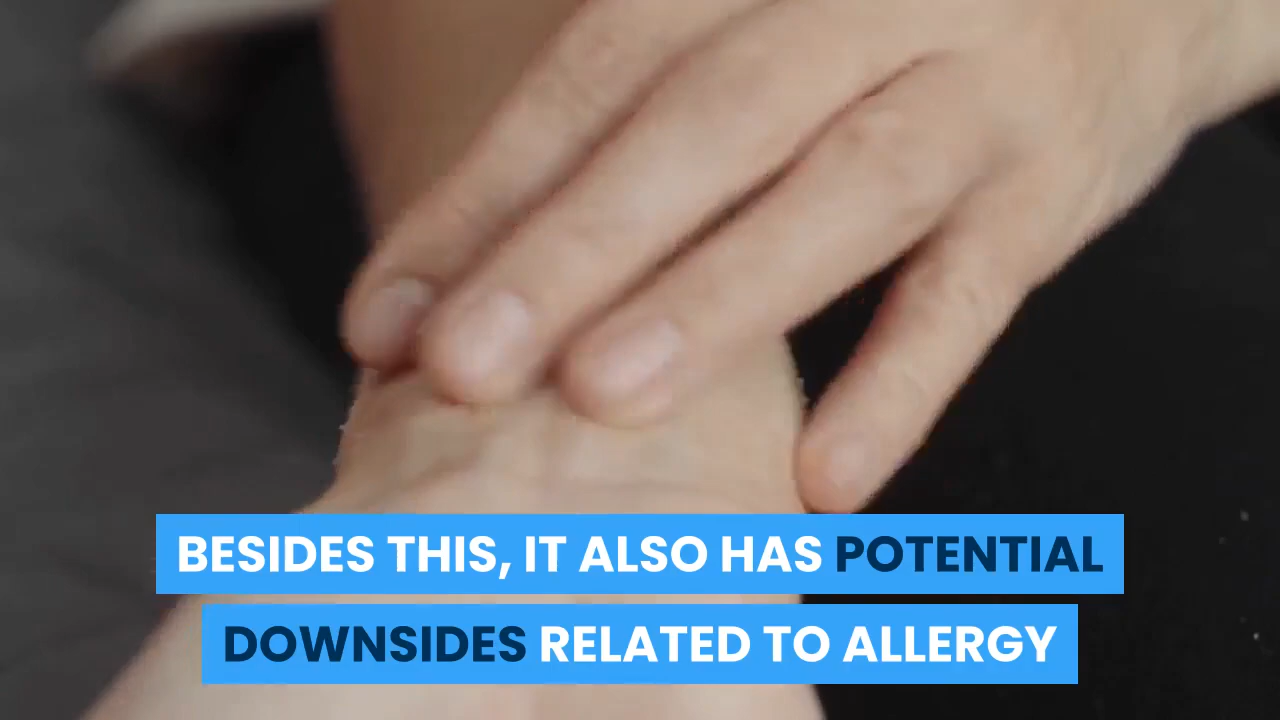 BESIDES THIS, IT ALSO HAS POTENTIAL
DOWNSIDES RELATED TO ALLERGY